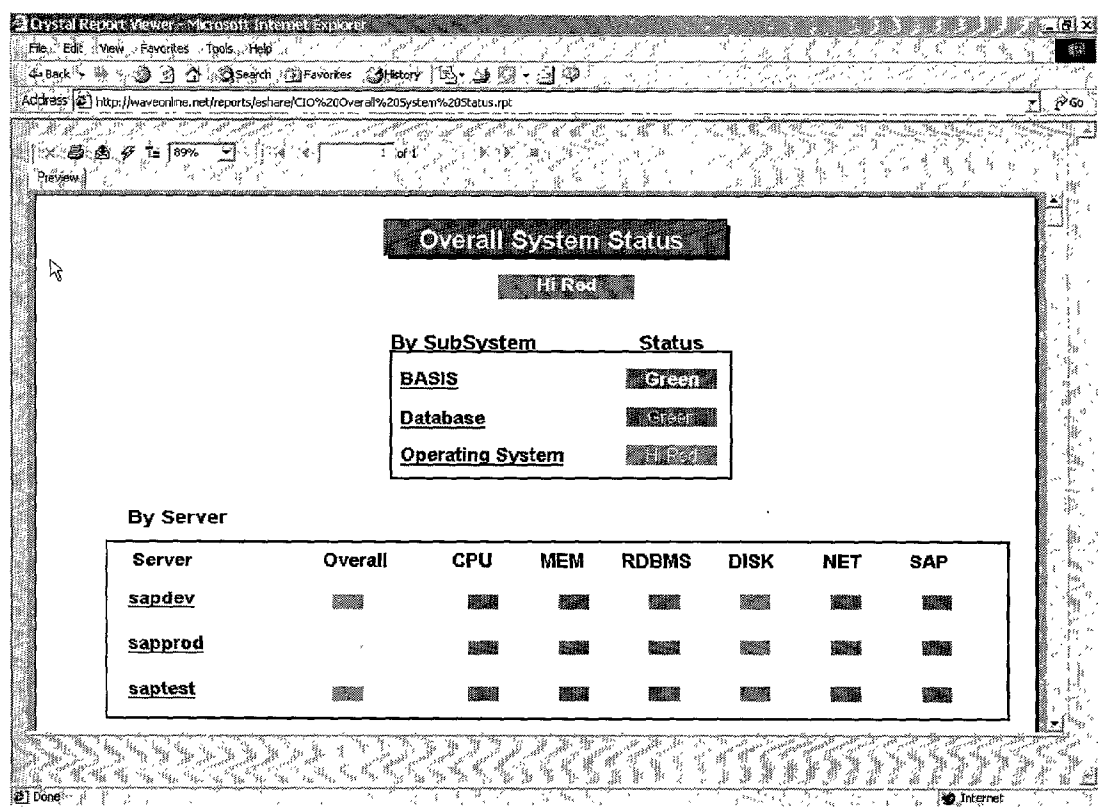 Crystal Report Viewer - Microsoft Internet Explorer
File Edit View Favorites Tools Help
Back Search Favorites History
Address http://waveonline.net/reports/eshare/CIO%20Overall%20System%20Status.rpt Go
89% 1 of 1
Preview
Overall System Status
Hi Red
By SubSystem Status
BASIS Green
Database Green
Operating System Hi Red
By Server
Server Overall CPU MEM RDBMS DISK NET SAP
sapdev
sapprod
saptest
Done Internet